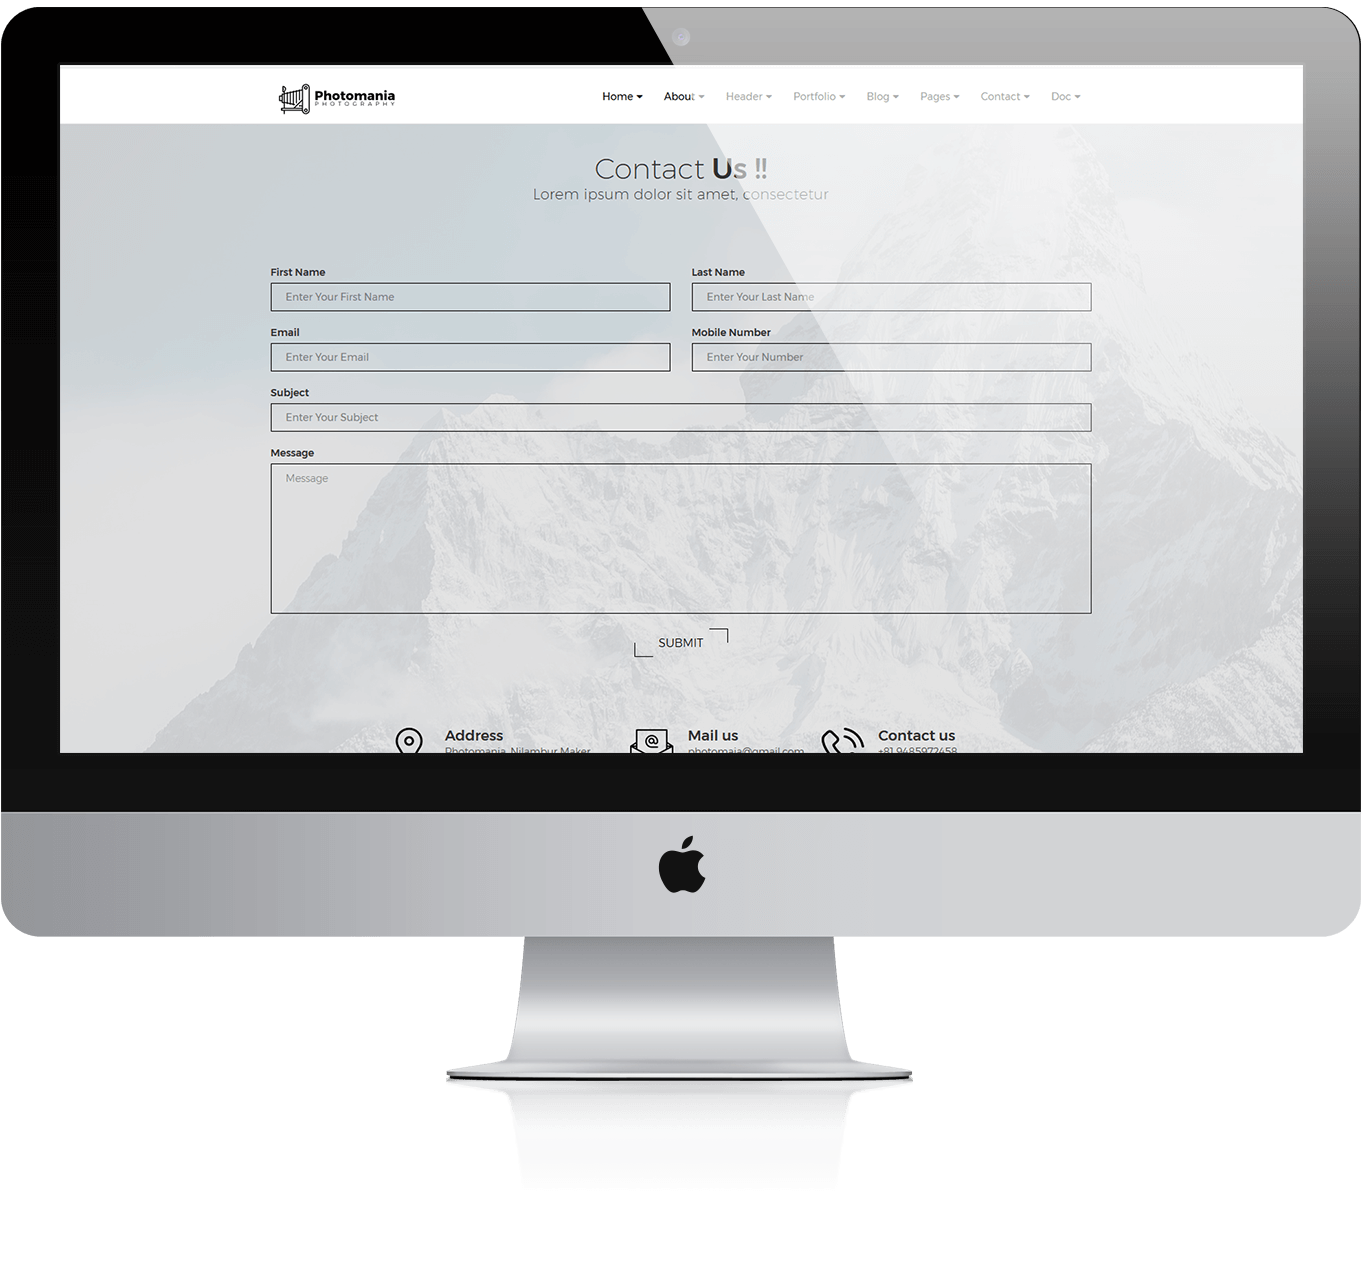 Photomania
PHOTOGRAPHY
Home About Header Portfolio Blog Pages Contact Doc
Contact Us !!
Lorem ipsum dolor sit amet, consectetur
First Name Last Name
Enter Your First Name Enter Your Last Name
Email Mobile Number
Enter Your Email Enter Your Number
Subject
Enter Your Subject
Message
Message
SUBMIT
Address Mail us Contact us
Photomania, Nilambur Maker photomaia@gmail.com +81 9485972458